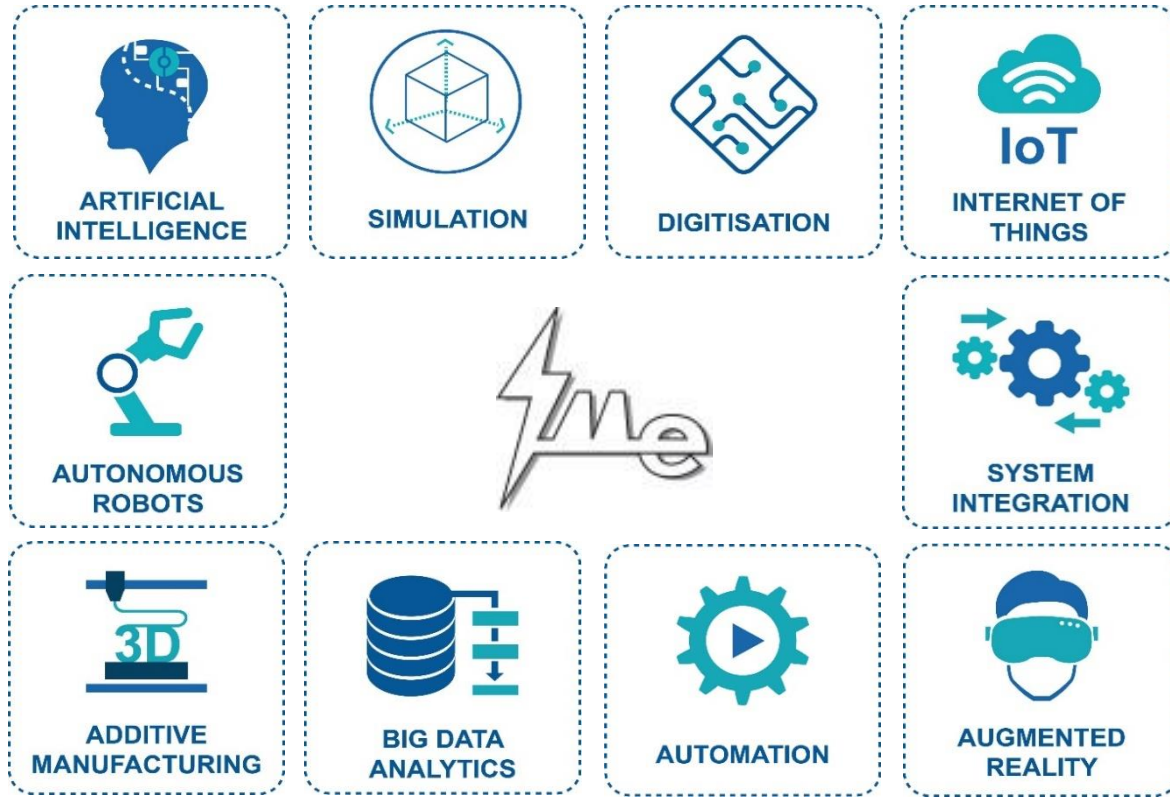 ARTIFICIAL
INTELLIGENCE
SIMULATION
DIGITISATION
IoT
INTERNET OF
THINGS
AUTONOMOUS
ROBOTS
Me
SYSTEM
INTEGRATION
3D
ADDITIVE
MANUFACTURING
BIG DATA
ANALYTICS
AUTOMATION
AUGMENTED
REALITY